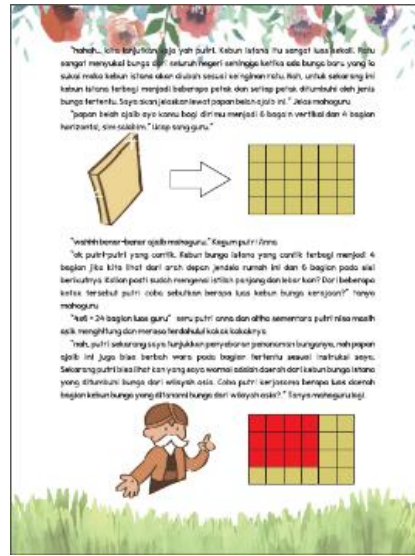 "hahah... kita lanjutkan saja yah putri. Kebun istana itu sangat luas sekali. Ratu
sangat menyukai bunga dari seluruh negeri sehingga ketika ada bunga baru yang ia
sukai maka kebun istana akan diubah sesuai keinginan ratu. Nah, untuk sekarang ini
kebun istana terbagi menjadi beberapa petak dan setiap petak ditumbuhi oleh jenis
bunga tertentu. Saya akan jelaskan lewat papan belah ajaib ini." Jelas mahaguru
"papan belah ajaib ayo kamu bagi dirimu menjadi 6 bagain vertikal dan 4 bagian
horizontal, sim salabim." Ucap sang guru."
"wahhh benar-benar ajaib mahaguru." Kagum putri Anna
"ok putri-putri yang cantik. Kebun bunga istana yang cantik terbagi menjadi 4
bagian jika kita lihat dari arah depan jendela rumah ini dan 6 bagian pada sisi
berikutnya. Kalian pasti sudah mengenal istilah panjang dan lebar kan? Dari beberapa
kotak tersebut putri coba sebutkan berapa luas kebun bunga kerajaan?" tanya
mahaguru
"4x6 = 24 bagian luas guru" seru putri anna dan altha sementara putri nisa masih
asik menghitung dan merasa terdahului kakak kakaknya
"nah, putri sekarang saya tunjukkan penyebaran penanaman bunganya, nah papan
ajaib ini juga bisa berbah wara pada bagian tertentu sesuai instruksi saya.
Sekarang putri bisa lihat kan yang saya warnai adalah daerah dari kebun bunga istana
yang ditumbuhi bunga dari wilayah asia. Coba putri kerjasama berapa luas daerah
bagian kebun bunga yang ditanami bunga dari wilayah asia?." Tanya mahaguru lagi